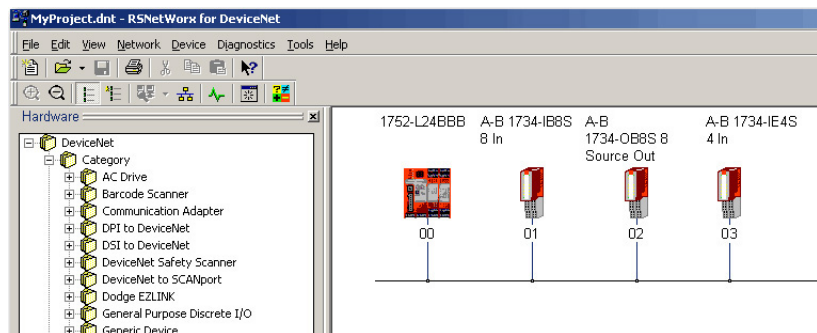 MyProject.dnt - RSNetWorx for DeviceNet
File Edit View Network Device Diagnostics Tools Help
Hardware
DeviceNet
Category
AC Drive
Barcode Scanner
Communication Adapter
DPI to DeviceNet
DSI to DeviceNet
DeviceNet Safety Scanner
DeviceNet to SCANport
Dodge EZLINK
General Purpose Discrete I/O
Generic Device
1752-L24BBB
A-B 1734-IB8S
8 In
A-B
1734-OB8S 8
Source Out
A-B 1734-IE4S
4 In
00
01
02
03